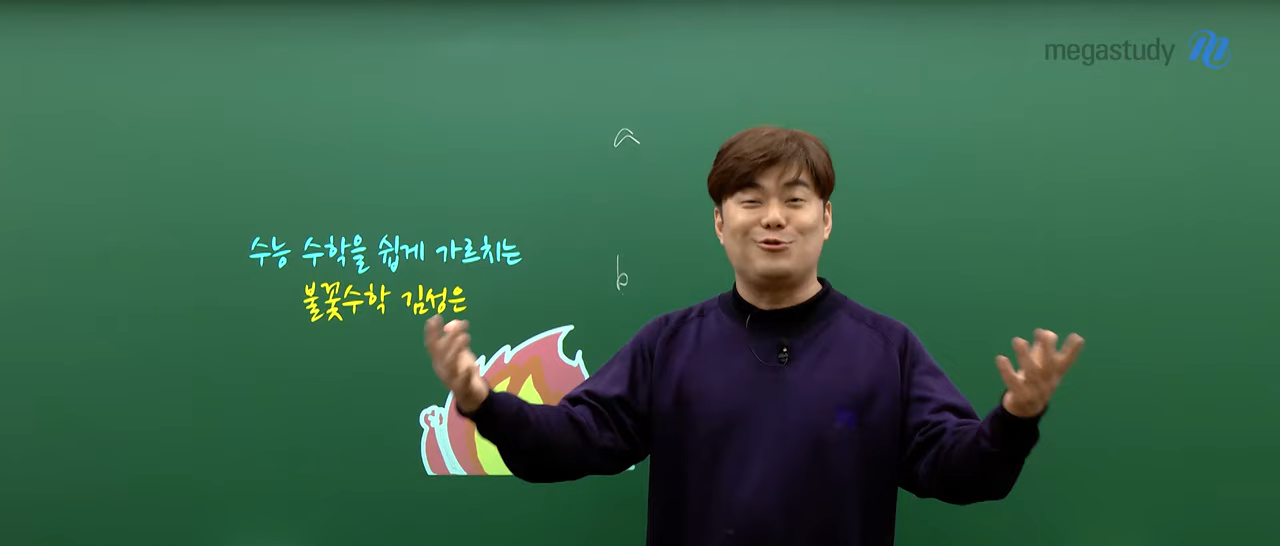 megastudy
a
수능 수학을 쉽게 가르치는
b
불꽃수학 김성은